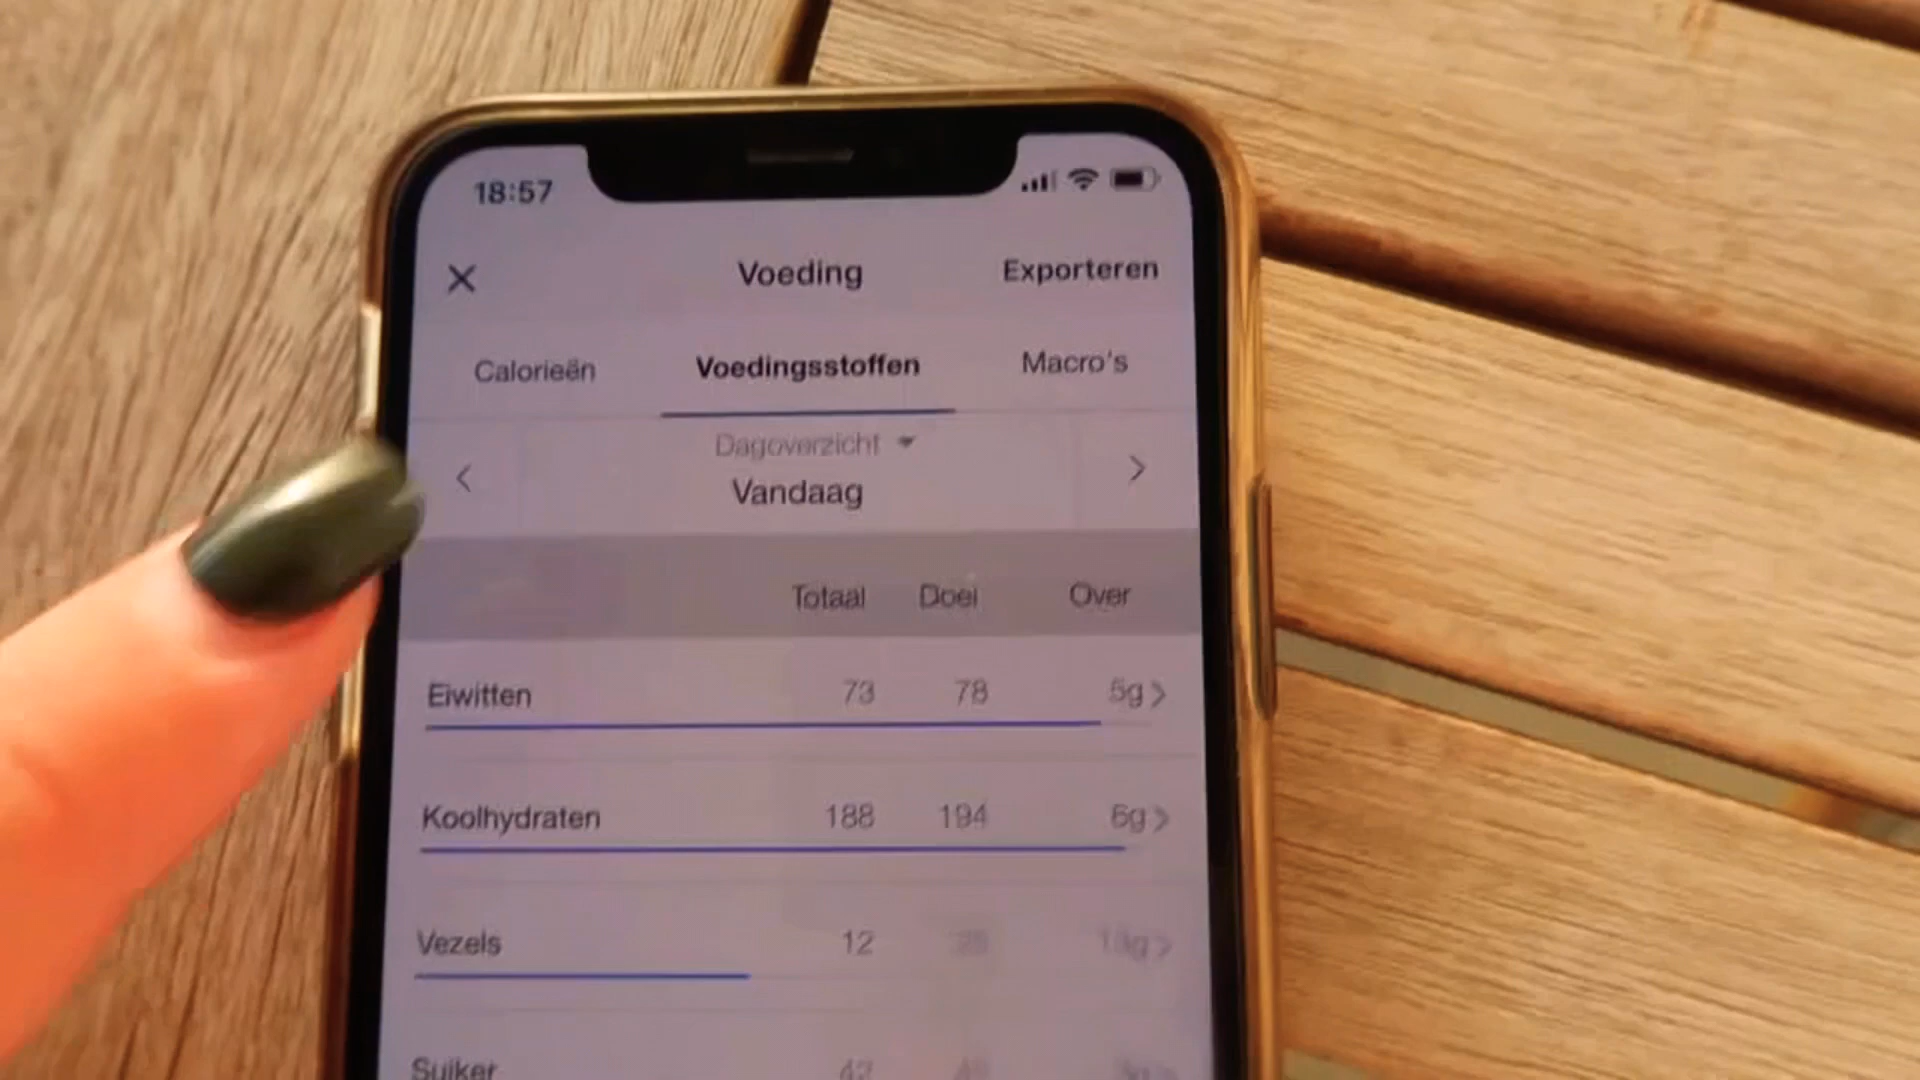 18:57
Voeding Exporteren
Calorieën Voedingsstoffen Macro's
Dagoverzicht
Vandaag
Totaal Doel Over
Eiwitten 73 78 5g
Koolhydraten 188 194 6g
Vezels 12
Suiker 42